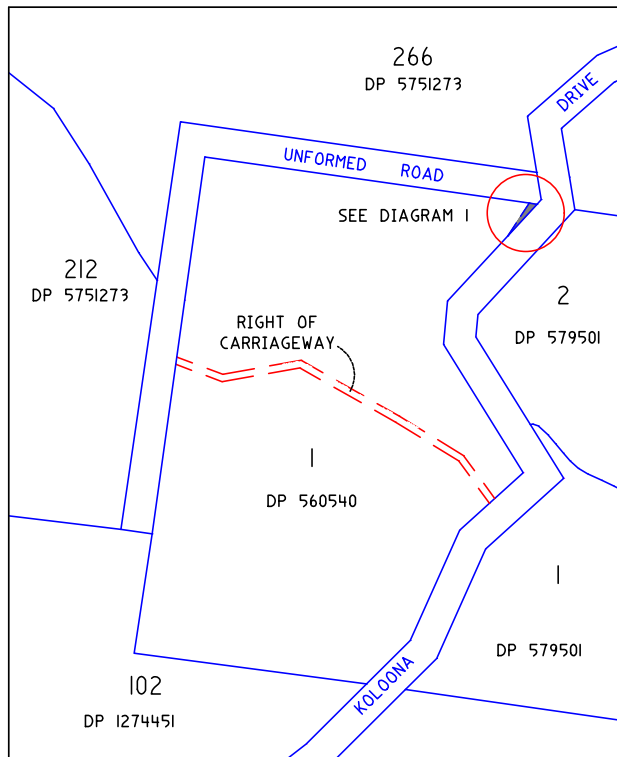 266
DP 5751273
DRIVE
UNFORMED ROAD
SEE DIAGRAM 1
212
DP 5751273
2
DP 579501
RIGHT OF
CARRIAGEWAY
1
DP 560540
1
DP 579501
102
DP 1274451
KOLOONA